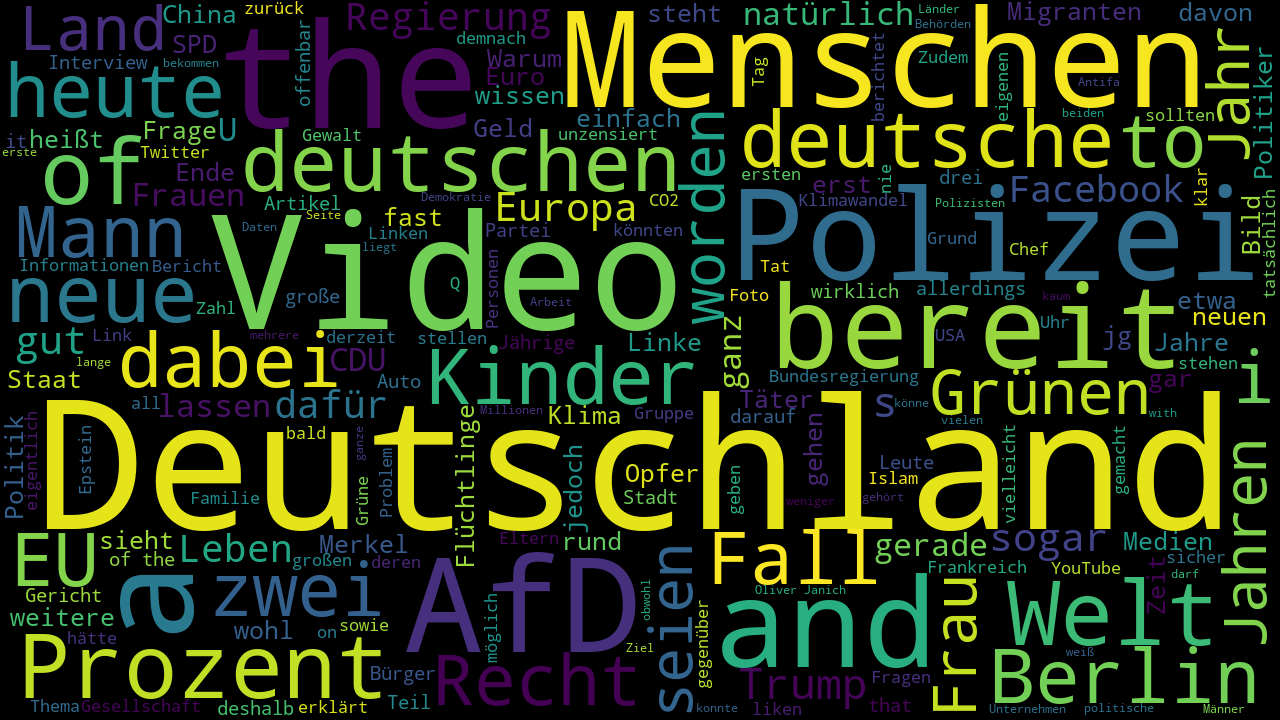 Land
China
zurück
Regierung
the
SPD
Interview
bekommen
offenbar
demnach
Warum
Euro
wissen
Menschen
steht
natürlich
Länder
Behörden
Migranten
davon
Zudem
Tag
berichtet
eigenen
Antifa
Jahr
Politiker
heute
it
heißt
erste
Frage
U
Twitter
of
Gewalt
Geld
einfach
unzensiert
deutschen
beiden
sollten
deutsche
to
Ende
Frauen
Artikel
Demokratie
Europa
CO2
worden
ersten
erst
nie
drei
Klimawandel
Facebook
Polizisten
klar
Bild
tatsächlich
Mann
Seite
Daten
fast
Linken
liegt
Partei
könnten
Polizei
Grund
Chef
Tat
Informationen
Bericht
Video
Q
Personen
Arbeit
neue
Zahl
große
Foto
wirklich
allerdings
kaum
etwa
neuen
gut
Link
mehrere
derzeit
stellen
Jährige
Linke
ganz
bereit
USA
Uhr
jg
Jahre
stehen
lange
Staat
dabei
CDU
Auto
Kinder
Bundesregierung
Grünen
gar
i
all
lassen
dafür
Millionen
Klima
Gruppe
Täter
darauf
s
könne
vielen
with
Politik
eigentlich
Epstein
bald
ganze
Grüne
Problem
Flüchtlinge
Deutschland
Familie
jedoch
Opfer
Stadt
geben
weniger
gehen
Islam
gehört
Leute
vielleicht
gemacht
Jahren
EU
sieht
of the
Leben
großen
Merkel
deren
Eltern
rund
Fall
gerade
sogar
Medien
sicher
Frankreich
YouTube
Zeit
darf
Gericht
weitere
a
zwei
AfD
möglich
obwohl
seien
Oliver Janich
and
Frau
Welt
hätte
wohl
on
sowie
Ziel
gegenüber
weiß
Prozent
Bürger
Recht
Trump
Fragen
Berlin
Thema
Gesellschaft
deshalb
erklärt
Teil
konnte
liken
that
Unternehmen
politische
Männer